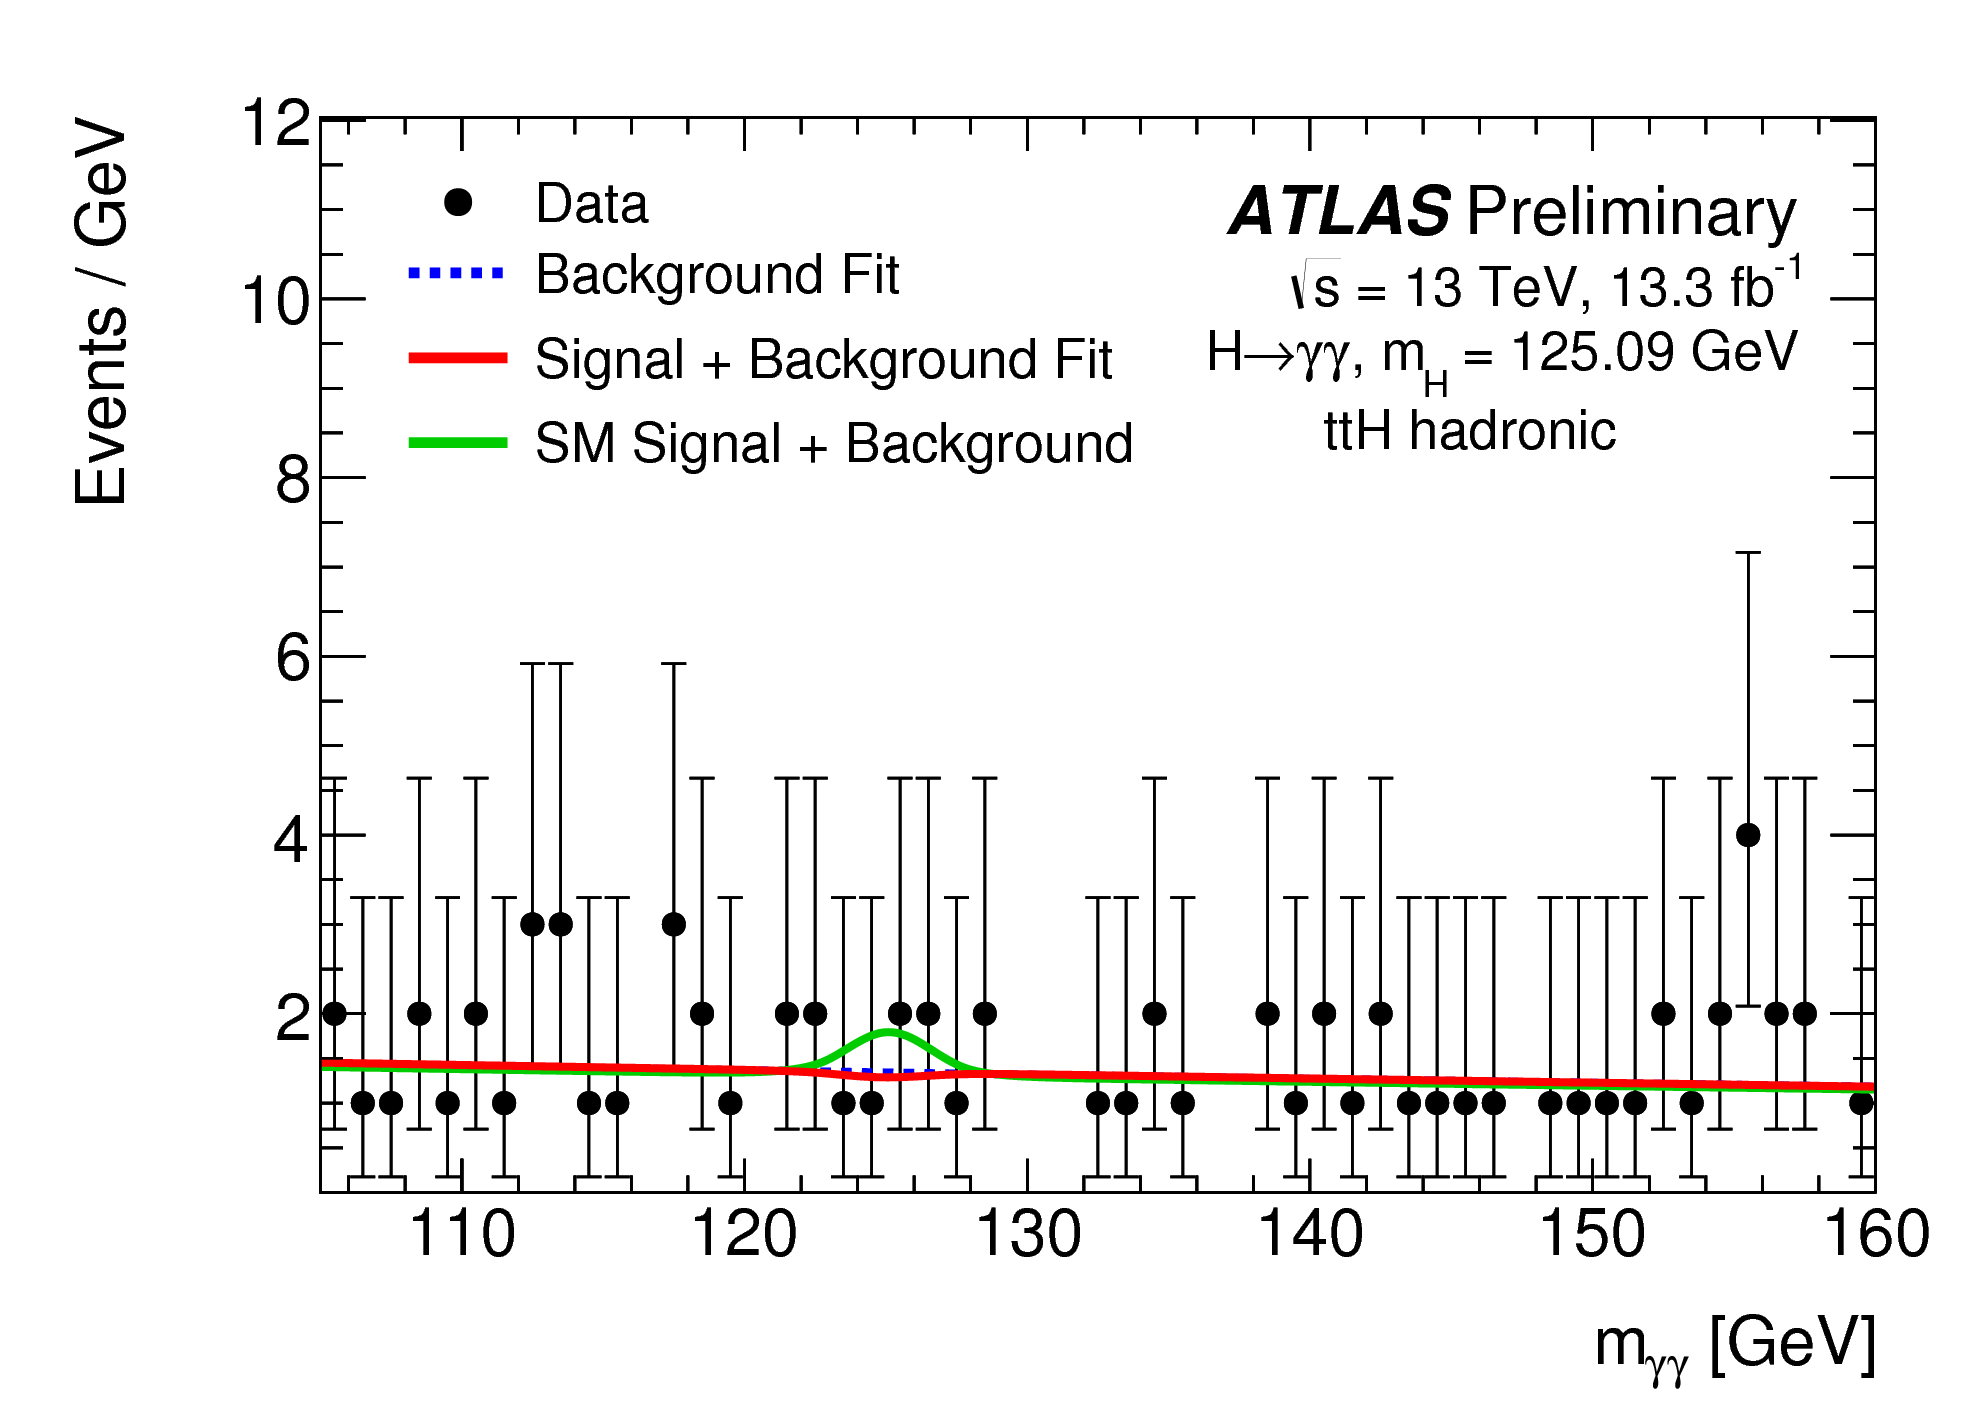 Events / GeV
12
10
8
6
4
2
Data
Background Fit
Signal + Background Fit
SM Signal + Background
ATLAS Preliminary
√s = 13 TeV, 13.3 fb⁻¹
H→γγ, m_H = 125.09 GeV
ttH hadronic
110 120 130 140 150 160
m_γγ [GeV]